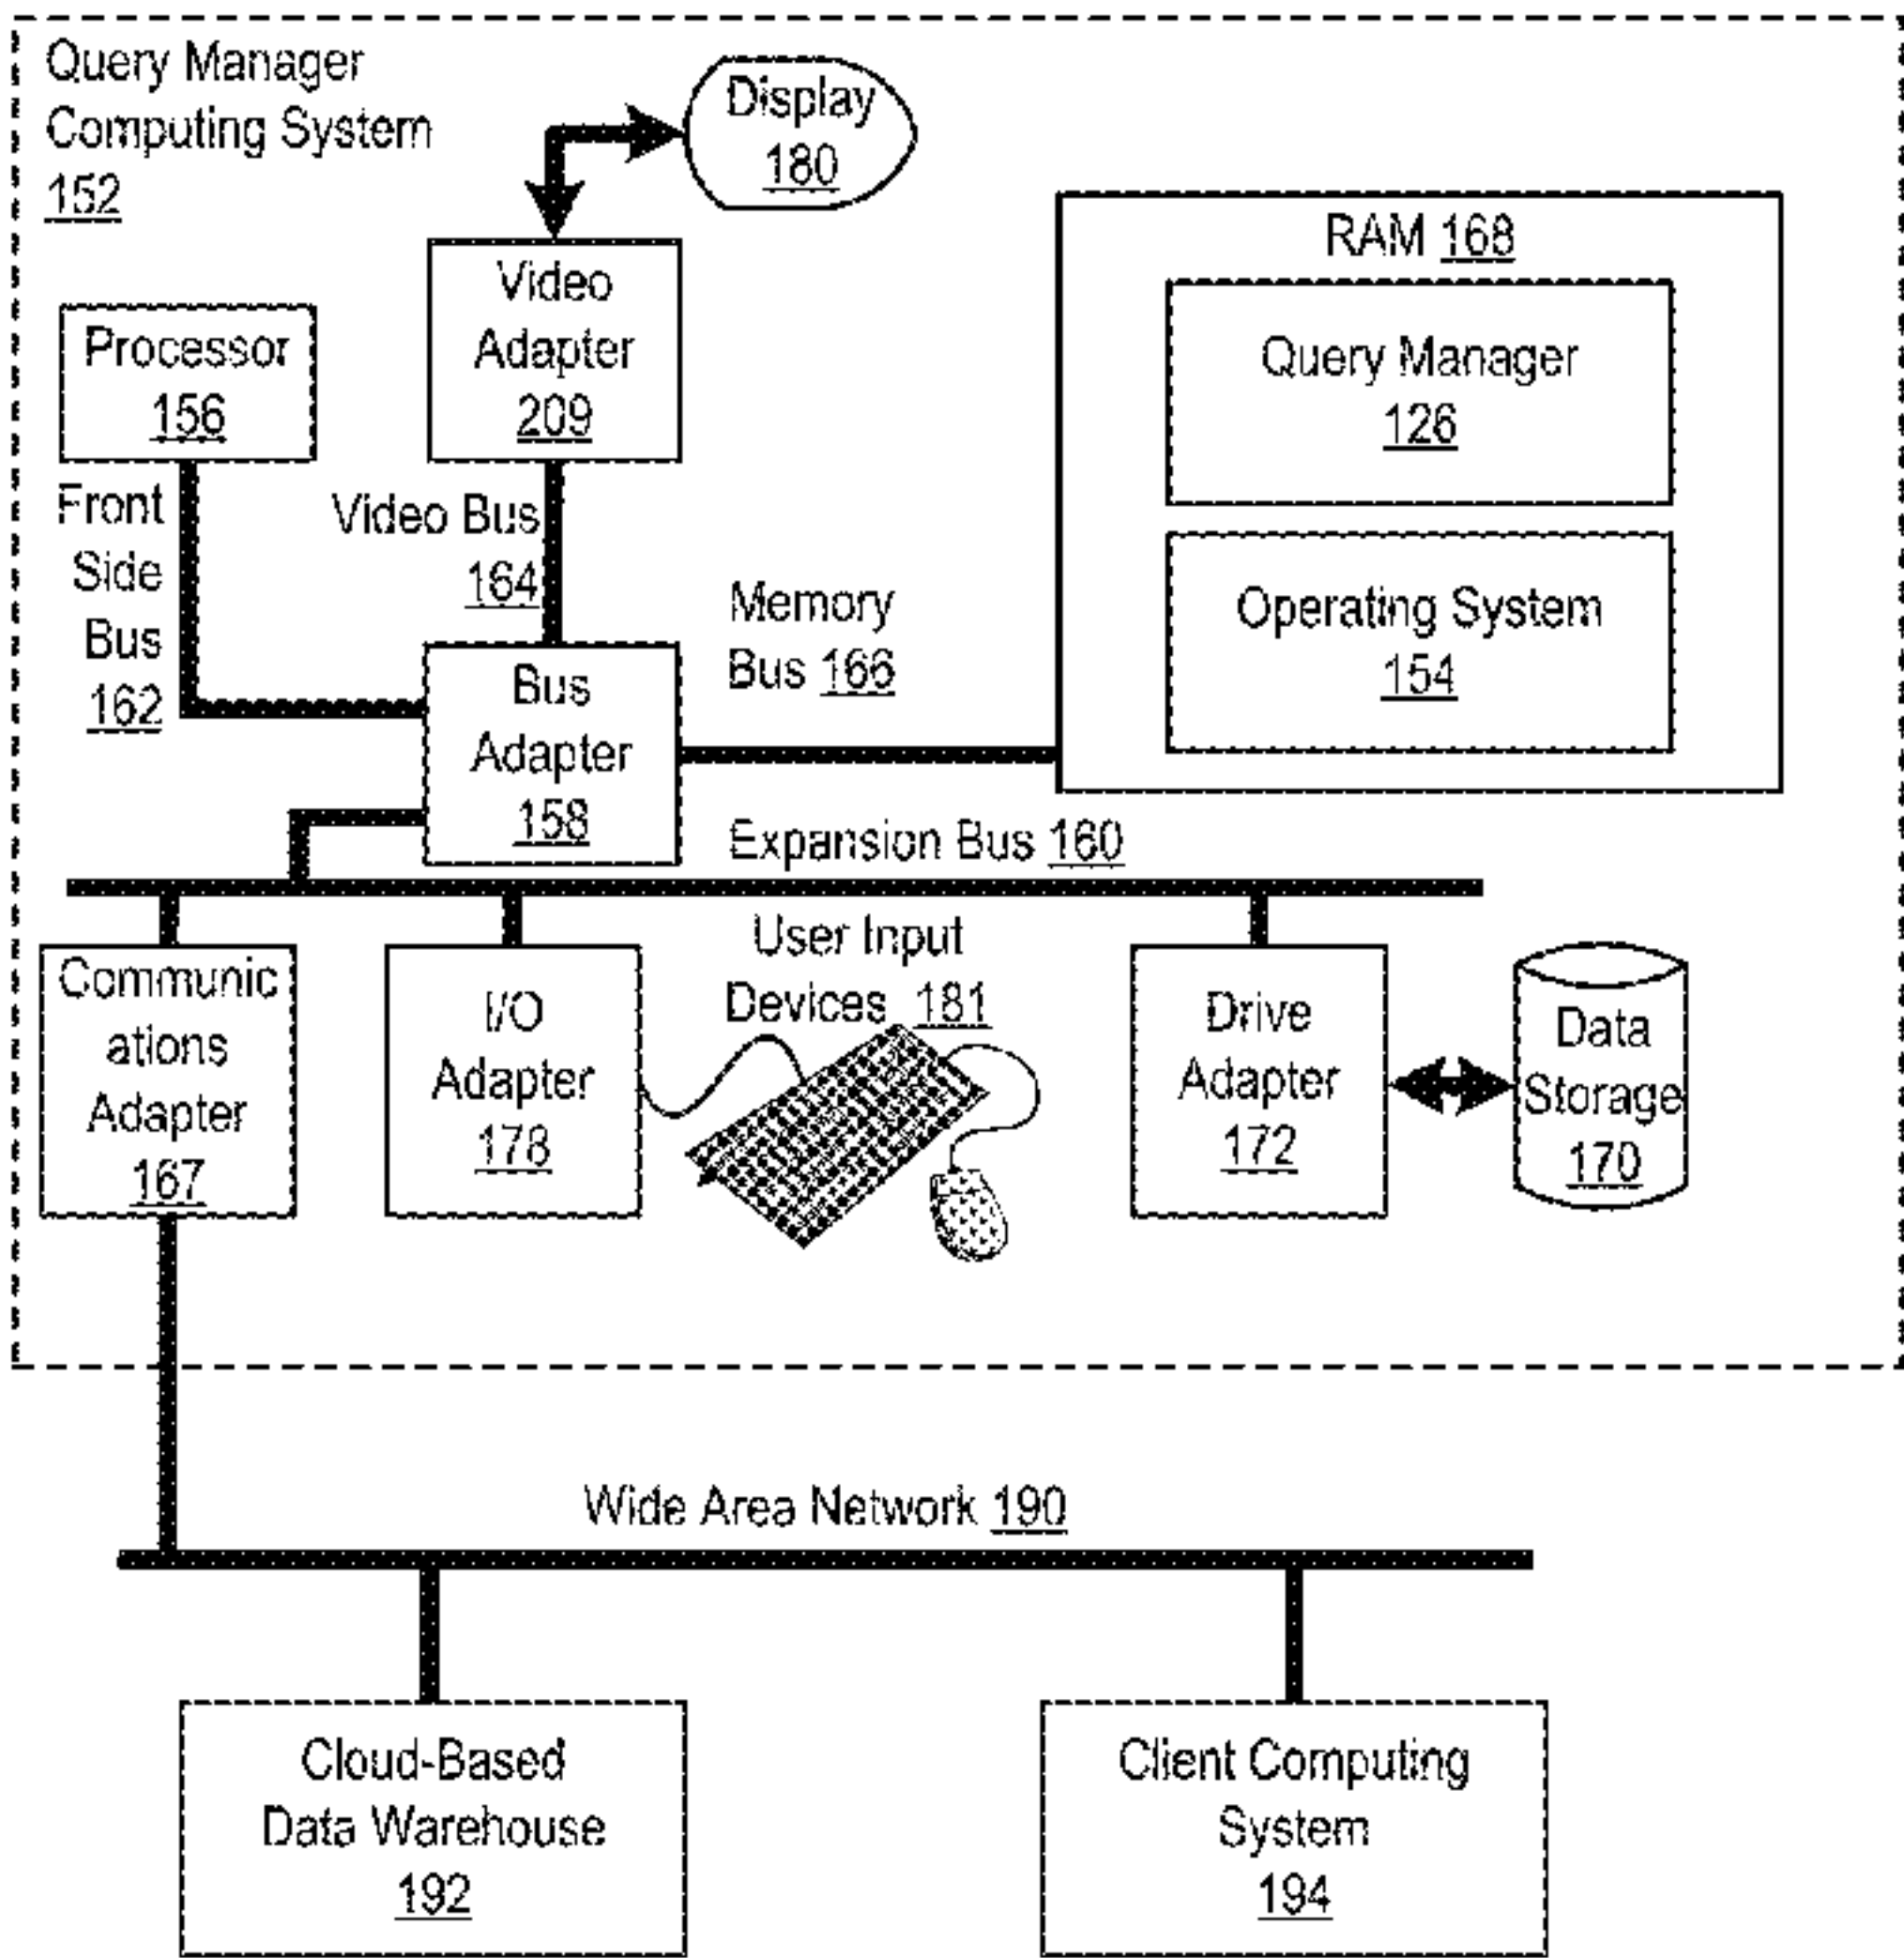 Query Manager
Computing System
152
Display
180
RAM 168
Video
Adapter
209
Processor
156
Query Manager
126
Front
Side
Bus
162
Video Bus
164
Memory
Bus 166
Operating System
154
Bus
Adapter
158
Expansion Bus 160
Communic
ations
Adapter
167
I/O
Adapter
178
User Input
Devices 181
Drive
Adapter
172
Data
Storage
170
Wide Area Network 190
Cloud-Based
Data Warehouse
192
Client Computing
System
194